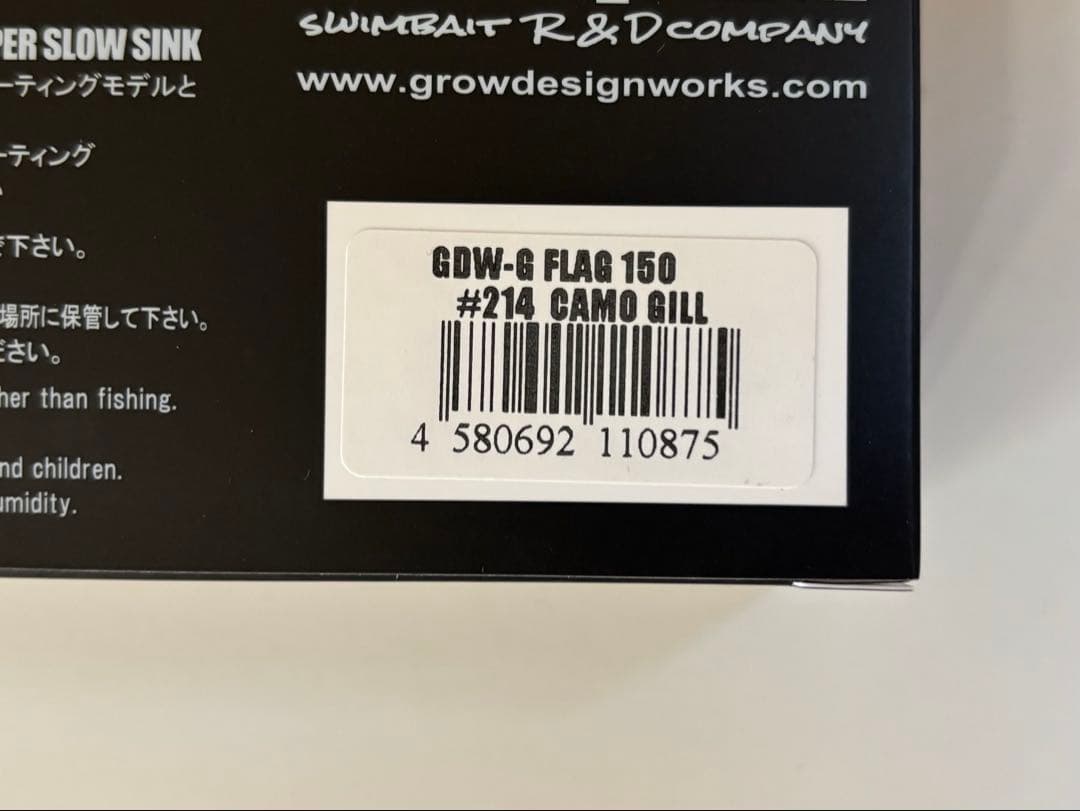 PER SLOW SINK
ーティングモデルと
ーティング
で下さい。
場所に保管して下さい。
ださい。
her than fishing.
nd children.
umidity.
SWIMBAIT R&D COMPANY
www.growdesignworks.com
GDW-G FLAG 150
#214 CAMO GILL
4 580692 110875